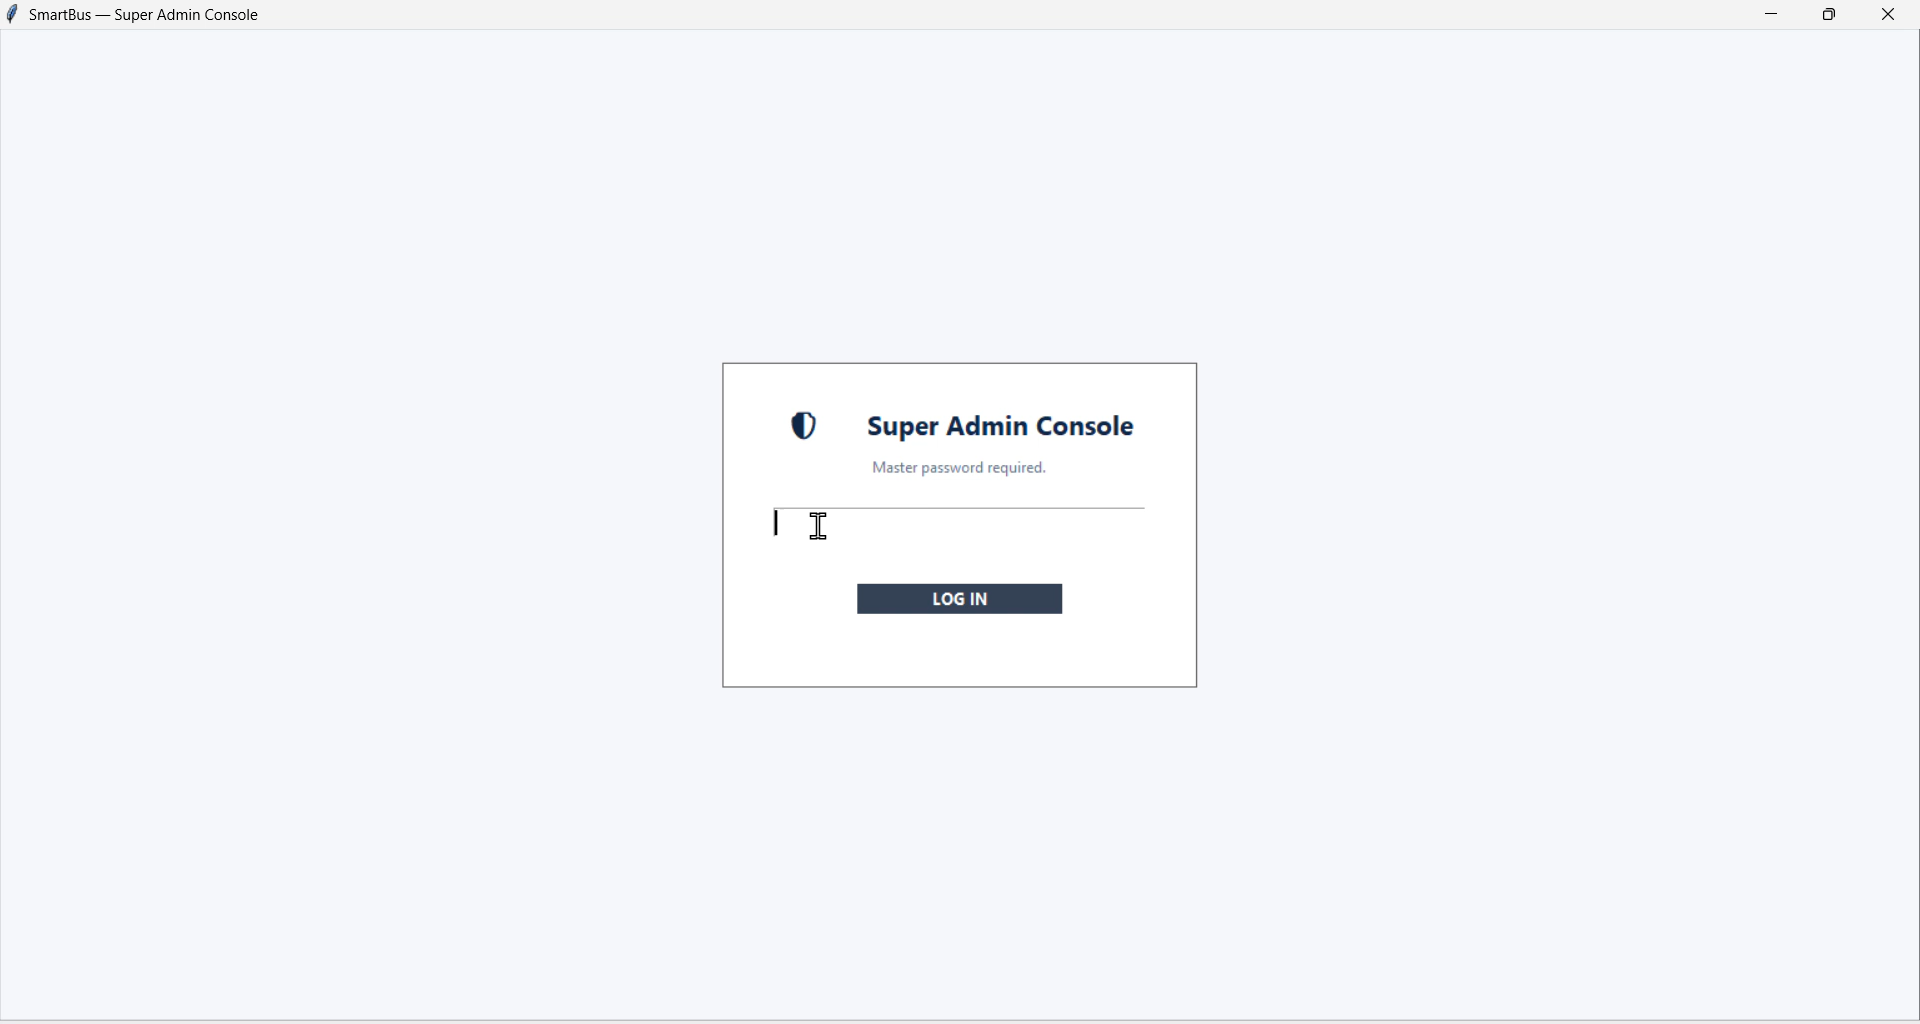 SmartBus — Super Admin Console
Super Admin Console
Master password required.
LOG IN